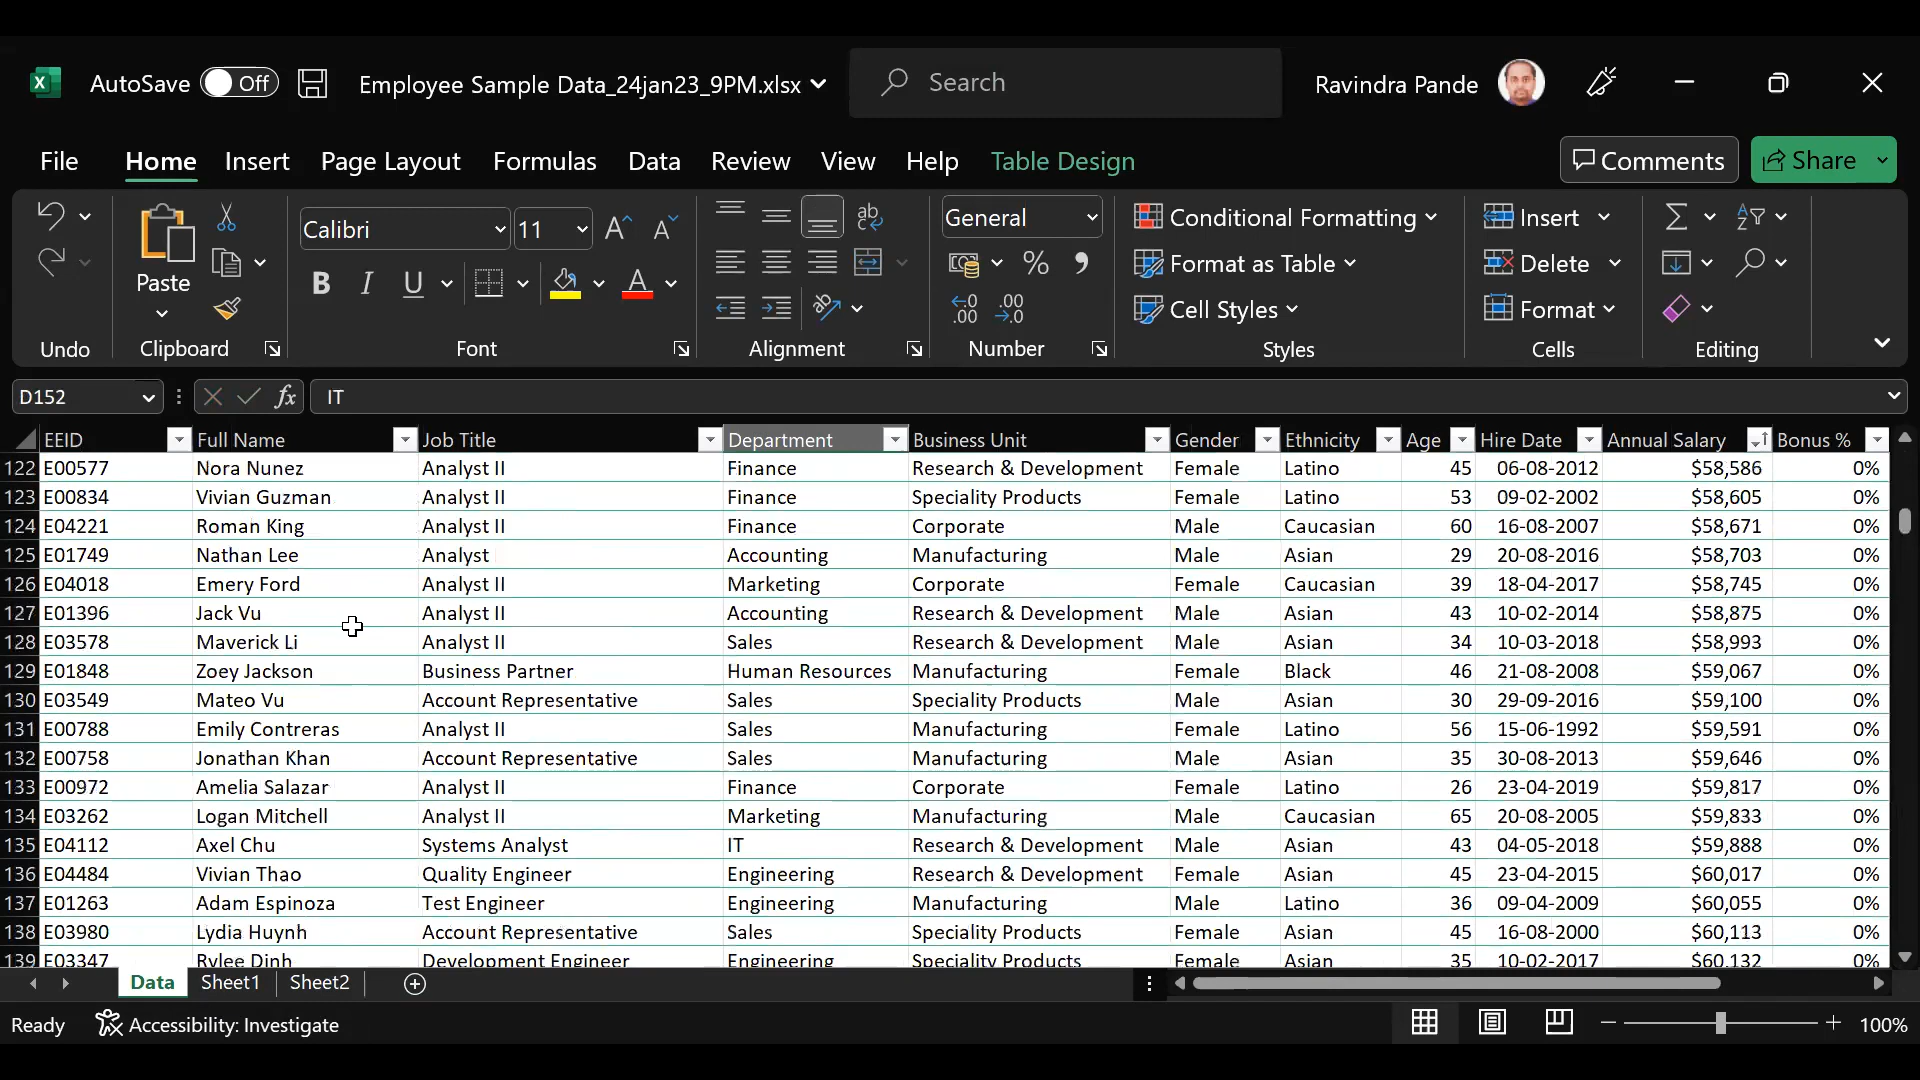 AutoSave Off Employee Sample Data_24jan23_9PM.xlsx Search Ravindra Pande
File Home Insert Page Layout Formulas Data Review View Help Table Design Comments Share
Paste Calibri 11 General Conditional Formatting Insert
B I U % Format as Table Delete
Cell Styles Format
Undo Clipboard Font Alignment Number Styles Cells Editing
D152 fx IT
EEID Full Name Job Title Department Business Unit Gender Ethnicity Age Hire Date Annual Salary Bonus %
122 E00577 Nora Nunez Analyst II Finance Research & Development Female Latino 45 06-08-2012 $58,586 0%
123 E00834 Vivian Guzman Analyst II Finance Speciality Products Female Latino 53 09-02-2002 $58,605 0%
124 E04221 Roman King Analyst II Finance Corporate Male Caucasian 60 16-08-2007 $58,671 0%
125 E01749 Nathan Lee Analyst Accounting Manufacturing Male Asian 29 20-08-2016 $58,703 0%
126 E04018 Emery Ford Analyst II Marketing Corporate Female Caucasian 39 18-04-2017 $58,745 0%
127 E01396 Jack Vu Analyst II Accounting Research & Development Male Asian 43 10-02-2014 $58,875 0%
128 E03578 Maverick Li Analyst II Sales Research & Development Male Asian 34 10-03-2018 $58,993 0%
129 E01848 Zoey Jackson Business Partner Human Resources Manufacturing Female Black 46 21-08-2008 $59,067 0%
130 E03549 Mateo Vu Account Representative Sales Speciality Products Male Asian 30 29-09-2016 $59,100 0%
131 E00788 Emily Contreras Analyst II Sales Manufacturing Female Latino 56 15-06-1992 $59,591 0%
132 E00758 Jonathan Khan Account Representative Sales Manufacturing Male Asian 35 30-08-2013 $59,646 0%
133 E00972 Amelia Salazar Analyst II Finance Corporate Female Latino 26 23-04-2019 $59,817 0%
134 E03262 Logan Mitchell Analyst II Marketing Manufacturing Male Caucasian 65 20-08-2005 $59,833 0%
135 E04112 Axel Chu Systems Analyst IT Research & Development Male Asian 43 04-05-2018 $59,888 0%
136 E04484 Vivian Thao Quality Engineer Engineering Research & Development Female Asian 45 23-04-2015 $60,017 0%
137 E01263 Adam Espinoza Test Engineer Engineering Manufacturing Male Latino 36 09-04-2009 $60,055 0%
138 E03980 Lydia Huynh Account Representative Sales Speciality Products Female Asian 45 16-08-2000 $60,113 0%
139 E03347 Rylee Dinh Development Engineer Engineering Speciality Products Female Asian 35 10-02-2017 $60,132 0%
Data Sheet1 Sheet2
Ready Accessibility: Investigate 100%